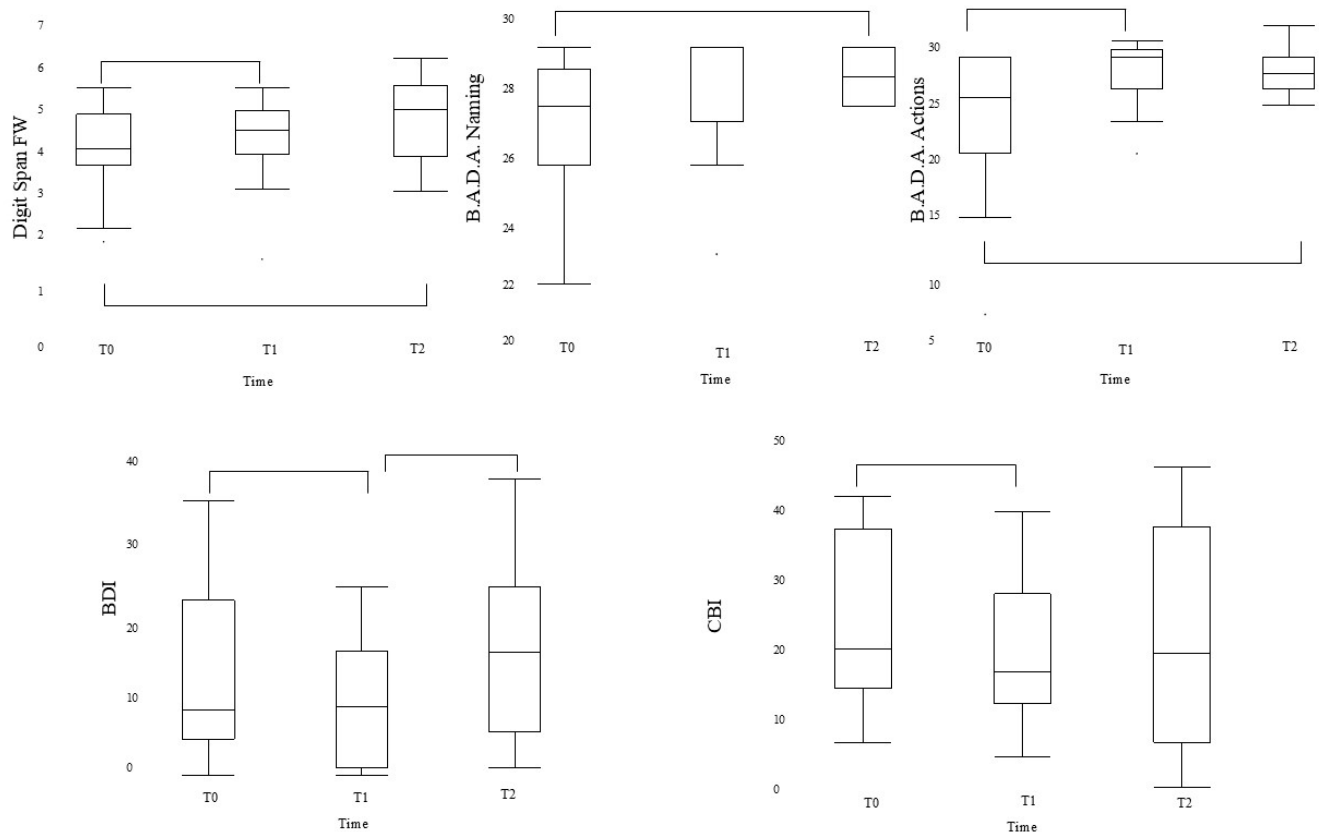 Digit Span FW
7
6
5
4
3
2
1
0
T0
T1
T2
Time
B.A.D.A. Naming
30
28
26
24
22
20
T0
T1
T2
Time
B.A.D.A. Actions
30
25
20
15
10
5
T0
T1
T2
Time
BDI
40
30
20
10
0
T0
T1
T2
Time
CBI
50
40
30
20
10
0
T0
T1
T2
Time